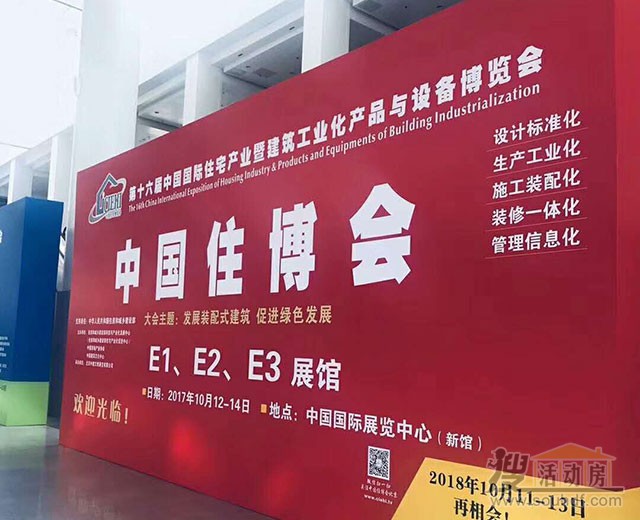 第十六届中国国际住宅产业暨建筑工业化产品与设备博览会
The 16th China International Exposition of Housing Industry & Products and Equipments of Building Industrialization
中国住博会
设计标准化
生产工业化
施工装配化
装修一体化
管理信息化
大会主题：发展装配式建筑 促进绿色发展
E1、E2、E3 展馆
日期：2017年10月12-14日
地点：中国国际展览中心（新馆）
欢迎光临！
2018年10月11-13日
再相会！
搜活动房